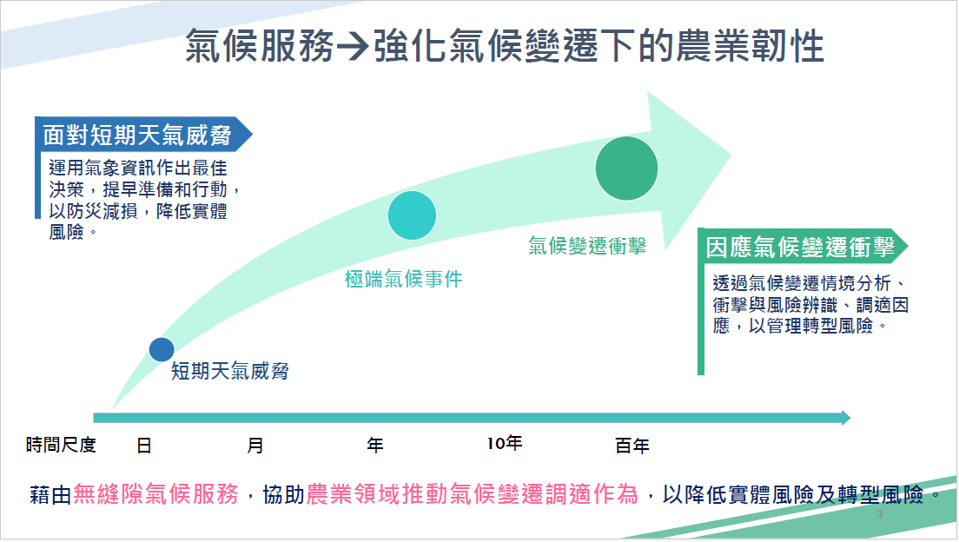 氣候服務→強化氣候變遷下的農業韌性
面對短期天氣威脅
運用氣象資訊作出最佳
決策，提早準備和行動，
以防災減損，降低實體
風險。
氣候變遷衝擊
極端氣候事件
短期天氣威脅
因應氣候變遷衝擊
透過氣候變遷情境分析、
衝擊與風險辨識、調適因
應，以管理轉型風險。
時間尺度 日 月 年 10年 百年
藉由無縫隙氣候服務，協助農業領域推動氣候變遷調適作為，以降低實體風險及轉型風險。
3